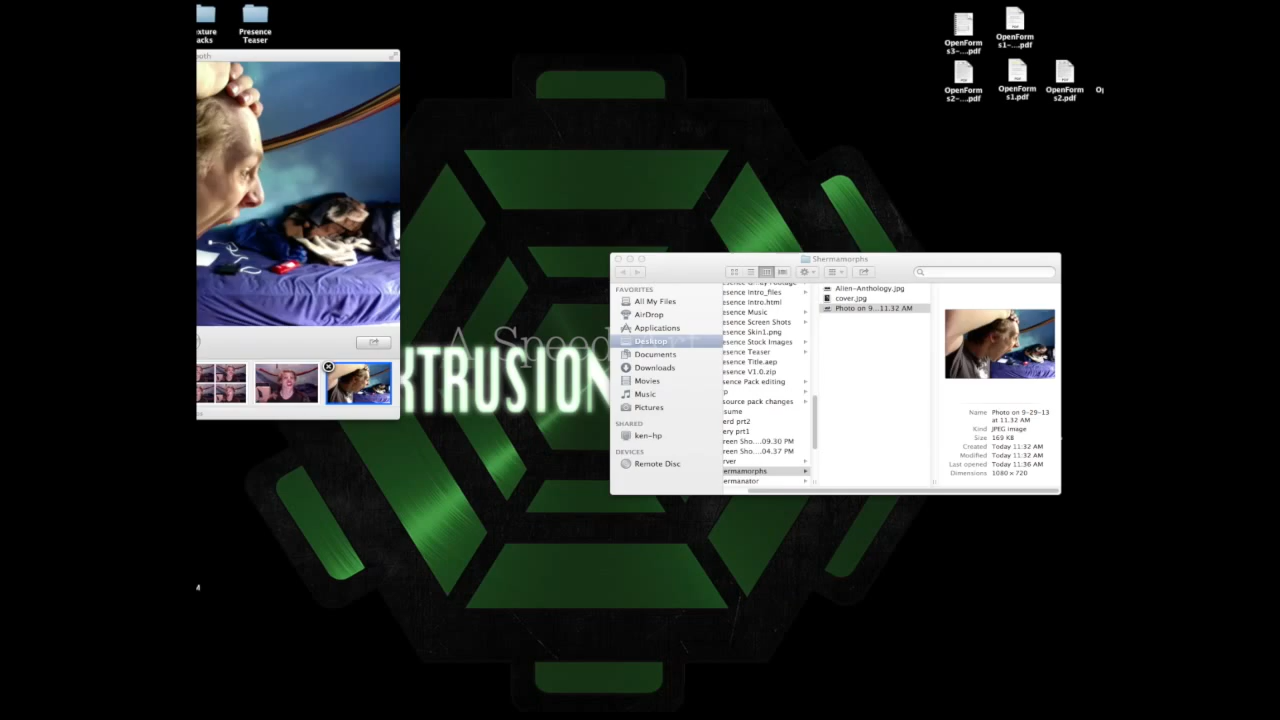 xture
acks
Presence
Teaser
OpenForm
s3-....pdf
OpenForm
s1-....pdf
OpenForm
s2-....pdf
OpenForm
s1.pdf
OpenForm
s2.pdf
ooth
XTRUSION
Shermamorphs
FAVORITES
All My Files
AirDrop
Applications
Desktop
Documents
Downloads
Movies
Music
Pictures
SHARED
ken-hp
DEVICES
Remote Disc
esence Intro_files
esence Intro.html
esence Music
esence Screen Shots
esence Skin1.png
esence Stock Images
esence Teaser
esence Title.aep
esence V1.0.zip
esence Pack editing
p
source pack changes
sume
erd prt2
ery prt1
reen Sho....09.30 PM
reen Sho....04.37 PM
rver
ermamorphs
ermanator
Alien-Anthology.jpg
cover.jpg
Photo on 9...11.32 AM
Name Photo on 9-29-13
at 11.32 AM
Kind JPEG image
Size 169 KB
Created Today 11:32 AM
Modified Today 11:32 AM
Last opened Today 11:36 AM
Dimensions 1080 × 720